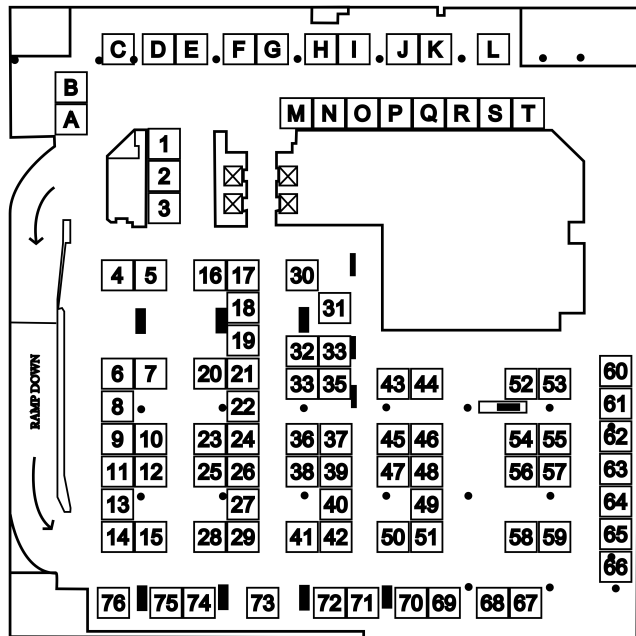 C D E F G H I J K L
B
A
M N O P Q R S T
1
2
3
4 5 16 17 30
18 31
19
32 33
6 7 20 21
33 35 43 44 52 53
60
8 22
61
9 10 23 24 36 37 45 46 54 55
62
11 12 25 26 38 39 47 48 56 57
63
13 27 40 49
64
14 15 28 29 41 42 50 51 58 59
65
66
RAMP DOWN
76 75 74 73 72 71 70 69 68 67